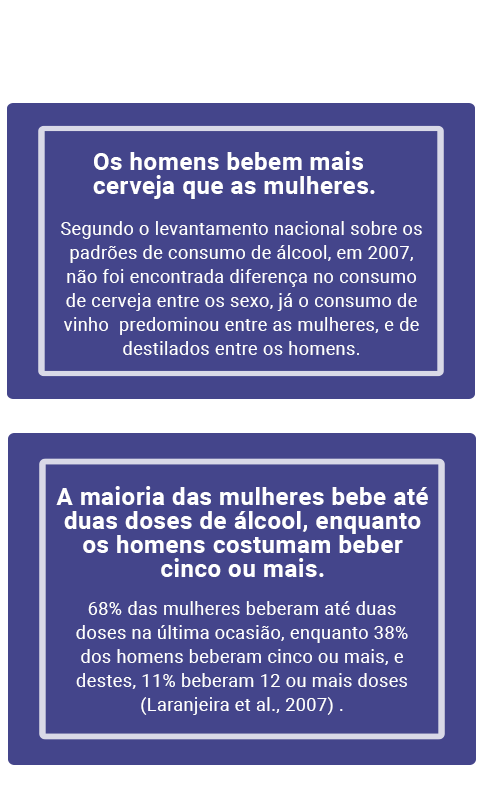 Os homens bebem mais
cerveja que as mulheres.
Segundo o levantamento nacional sobre os
padrões de consumo de álcool, em 2007,
não foi encontrada diferença no consumo
de cerveja entre os sexo, já o consumo de
vinho  predominou entre as mulheres, e de
destilados entre os homens.
A maioria das mulheres bebe até
duas doses de álcool, enquanto
os homens costumam beber
cinco ou mais.
68% das mulheres beberam até duas
doses na última ocasião, enquanto 38%
dos homens beberam cinco ou mais, e
destes, 11% beberam 12 ou mais doses
(Laranjeira et al., 2007) .